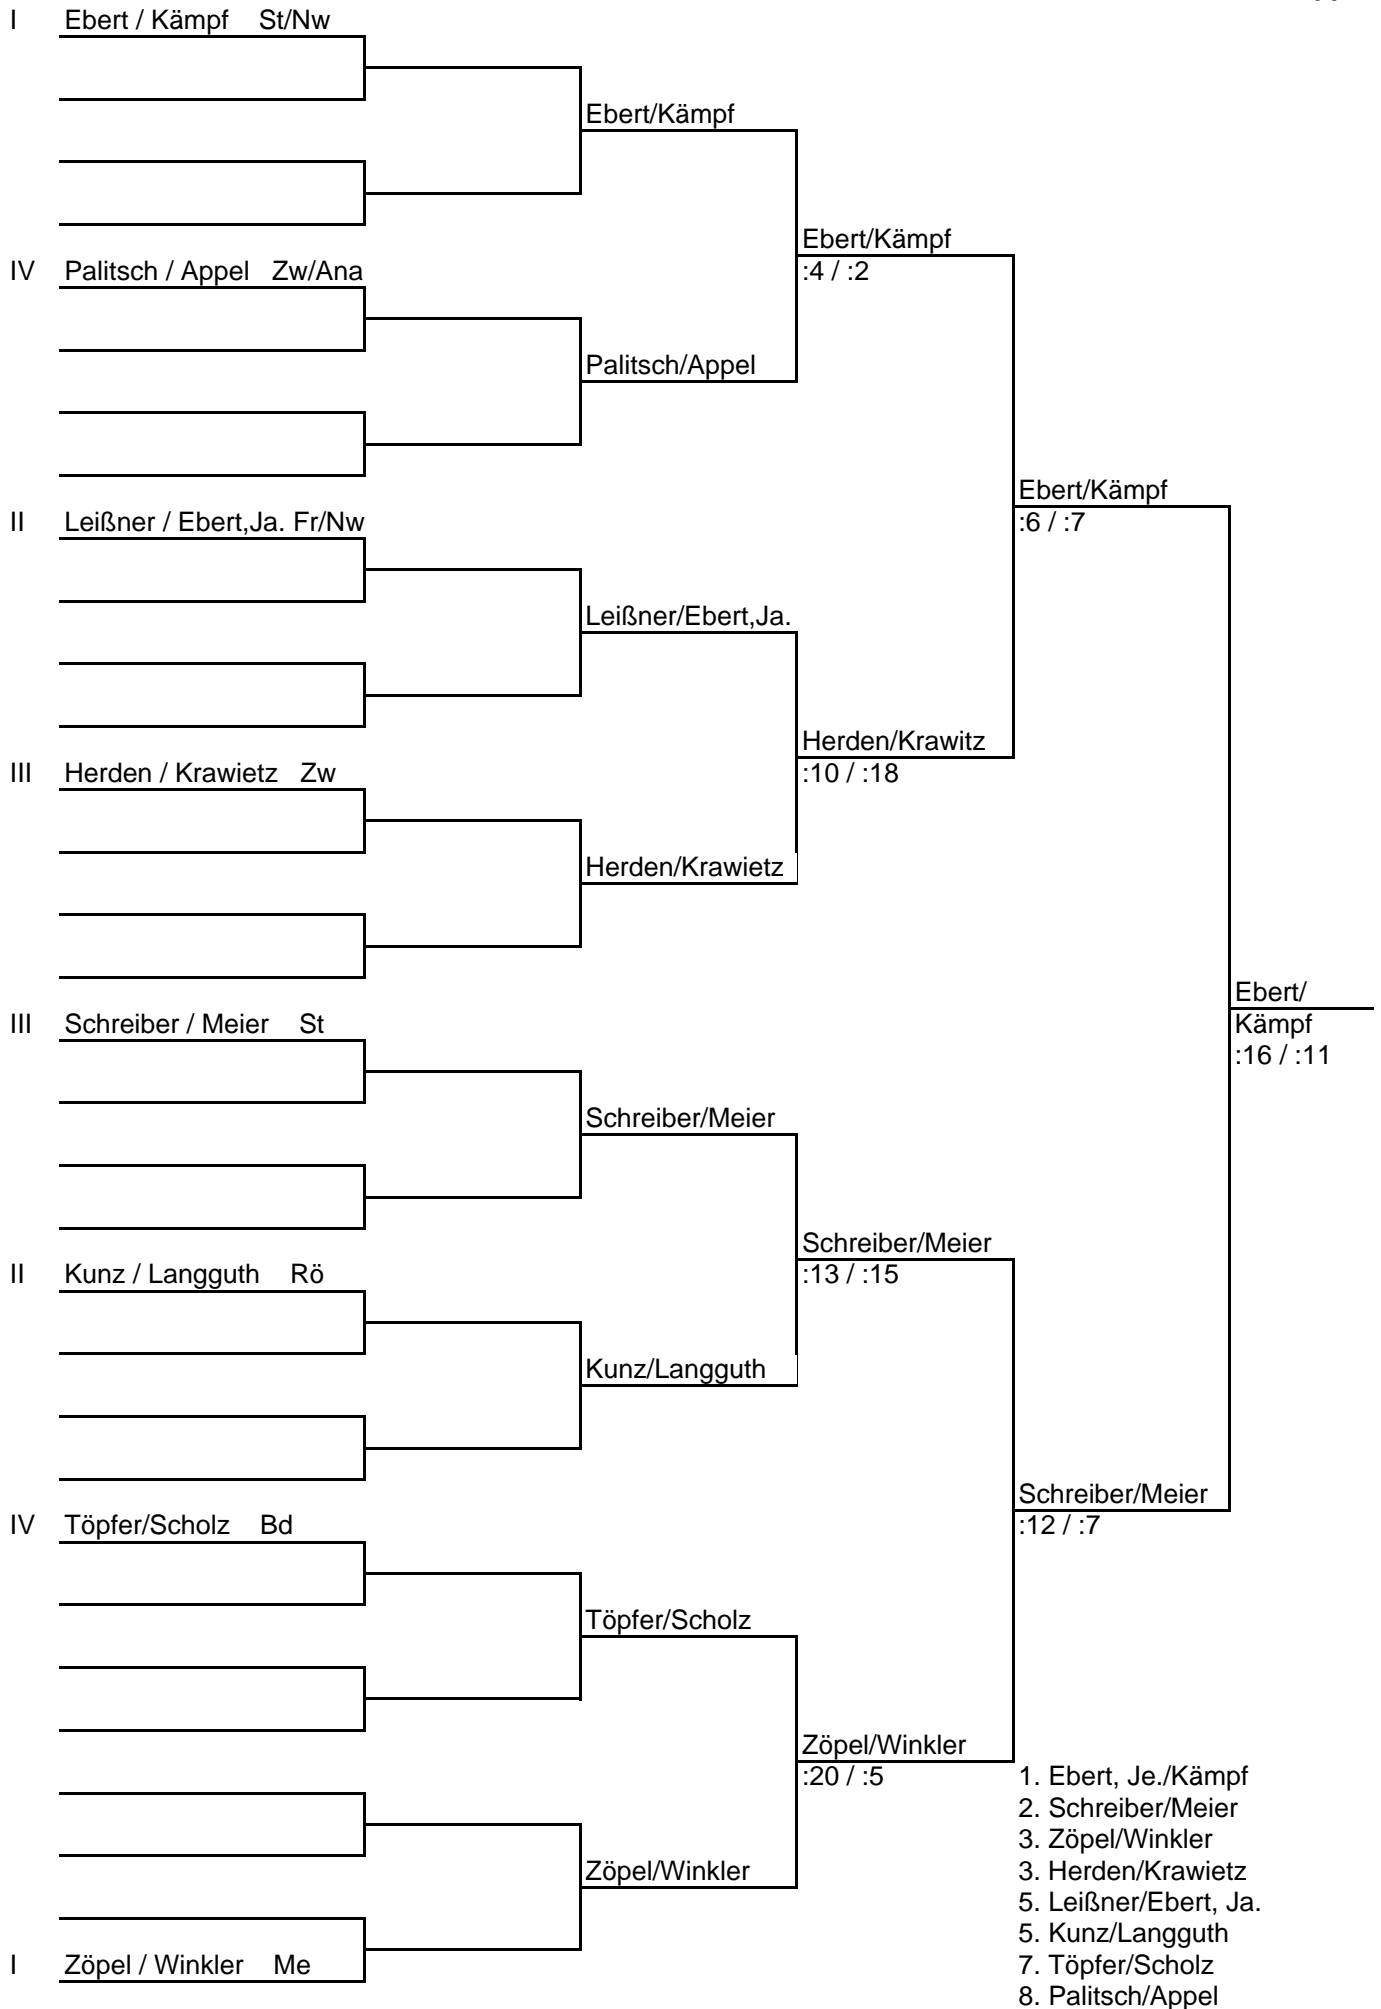 I Ebert / Kämpf St/Nw
Ebert/Kämpf
Ebert/Kämpf
:4 / :2
IV Palitsch / Appel Zw/Ana
Palitsch/Appel
Ebert/Kämpf
:6 / :7
II Leißner / Ebert,Ja. Fr/Nw
Leißner/Ebert,Ja.
Herden/Krawitz
:10 / :18
III Herden / Krawietz Zw
Herden/Krawietz
Ebert/
Kämpf
:16 / :11
III Schreiber / Meier St
Schreiber/Meier
Schreiber/Meier
:13 / :15
II Kunz / Langguth Rö
Kunz/Langguth
Schreiber/Meier
:12 / :7
IV Töpfer/Scholz Bd
Töpfer/Scholz
Zöpel/Winkler
:20 / :5
Zöpel/Winkler
I Zöpel / Winkler Me
1. Ebert, Je./Kämpf
2. Schreiber/Meier
3. Zöpel/Winkler
3. Herden/Krawietz
5. Leißner/Ebert, Ja.
5. Kunz/Langguth
7. Töpfer/Scholz
8. Palitsch/Appel